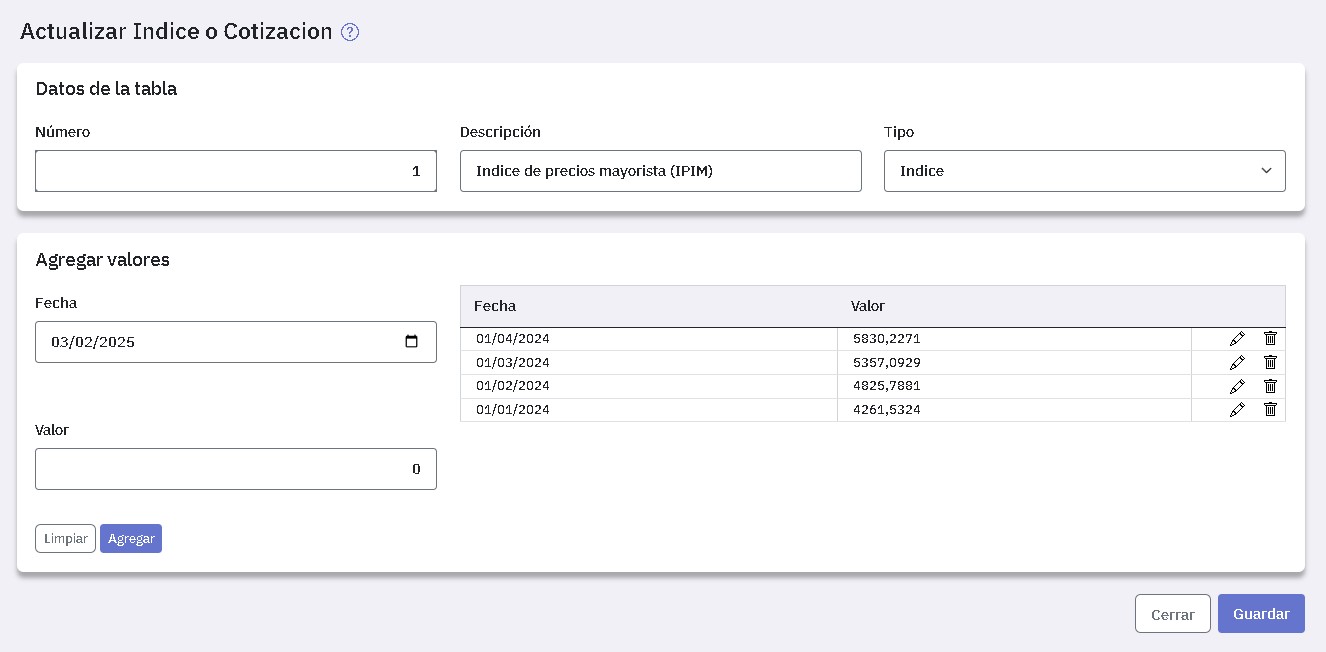 Actualizar Indice o Cotizacion ?
Datos de la tabla
Número Descripción Tipo
1 Indice de precios mayorista (IPIM) Indice
Agregar valores
Fecha
03/02/2025
Valor
0
Limpiar Agregar
Fecha Valor
01/04/2024 5830,2271
01/03/2024 5357,0929
01/02/2024 4825,7881
01/01/2024 4261,5324
Cerrar Guardar